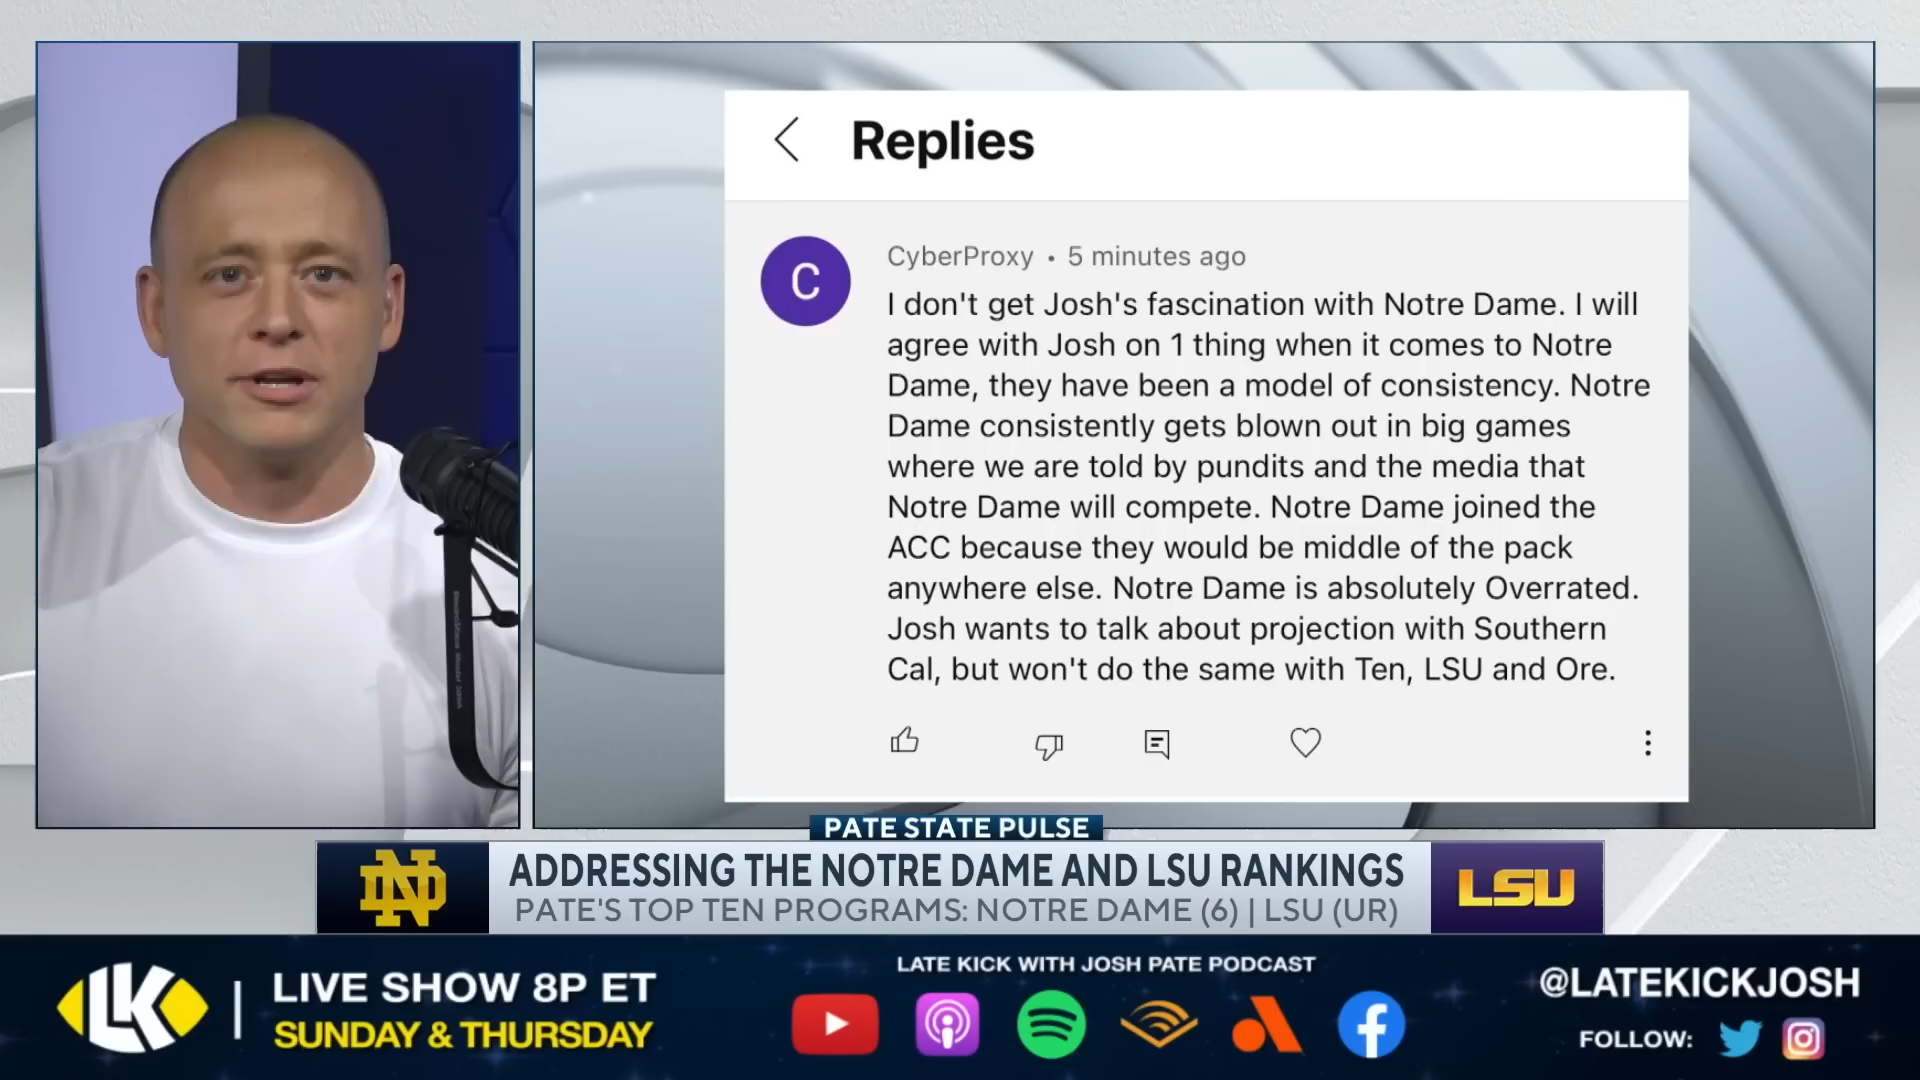 Replies
C
CyberProxy • 5 minutes ago
I don't get Josh's fascination with Notre Dame. I will
agree with Josh on 1 thing when it comes to Notre
Dame, they have been a model of consistency. Notre
Dame consistently gets blown out in big games
where we are told by pundits and the media that
Notre Dame will compete. Notre Dame joined the
ACC because they would be middle of the pack
anywhere else. Notre Dame is absolutely Overrated.
Josh wants to talk about projection with Southern
Cal, but won't do the same with Ten, LSU and Ore.
PATE STATE PULSE
ND
ADDRESSING THE NOTRE DAME AND LSU RANKINGS
PATE'S TOP TEN PROGRAMS: NOTRE DAME (6) | LSU (UR)
LSU
LK
LIVE SHOW 8P ET
SUNDAY & THURSDAY
LATE KICK WITH JOSH PATE PODCAST
@LATEKICKJOSH
FOLLOW: